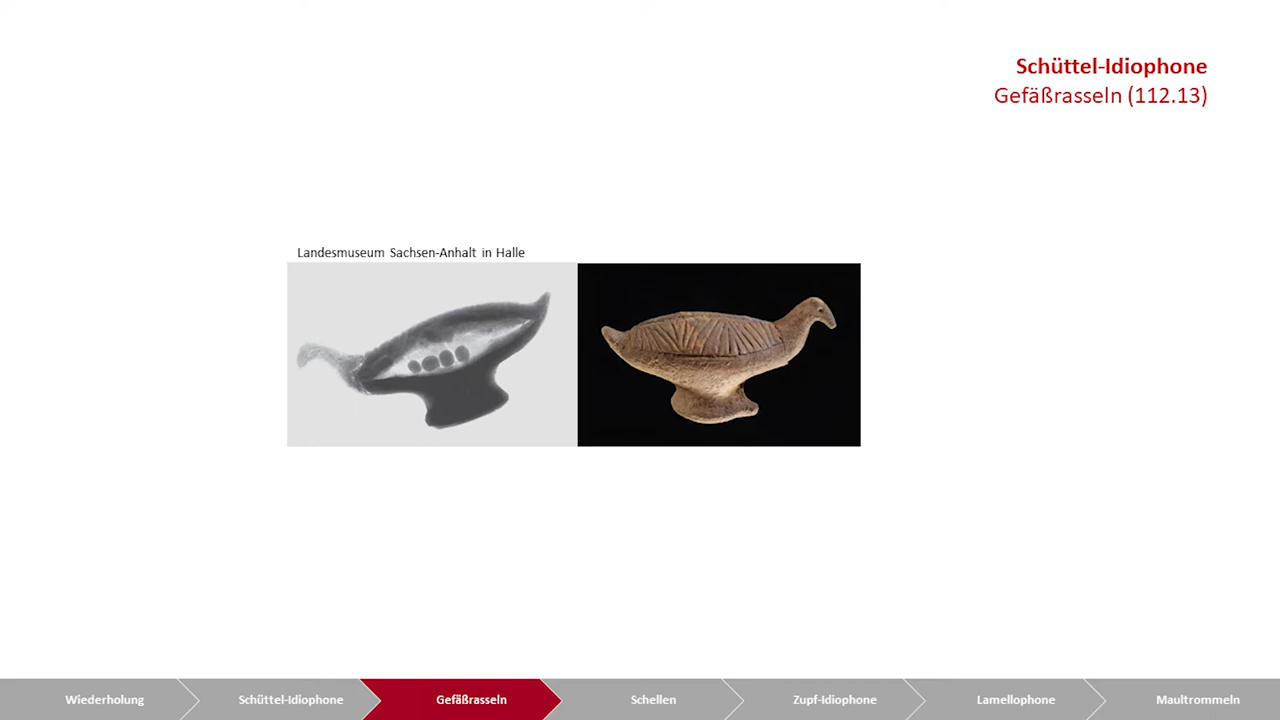 Schüttel-Idiophone
Gefäßrasseln (112.13)
Landesmuseum Sachsen-Anhalt in Halle
Wiederholung
Schüttel-Idiophone
Gefäßrasseln
Schellen
Zupf-Idiophone
Lamellophone
Maultrommeln